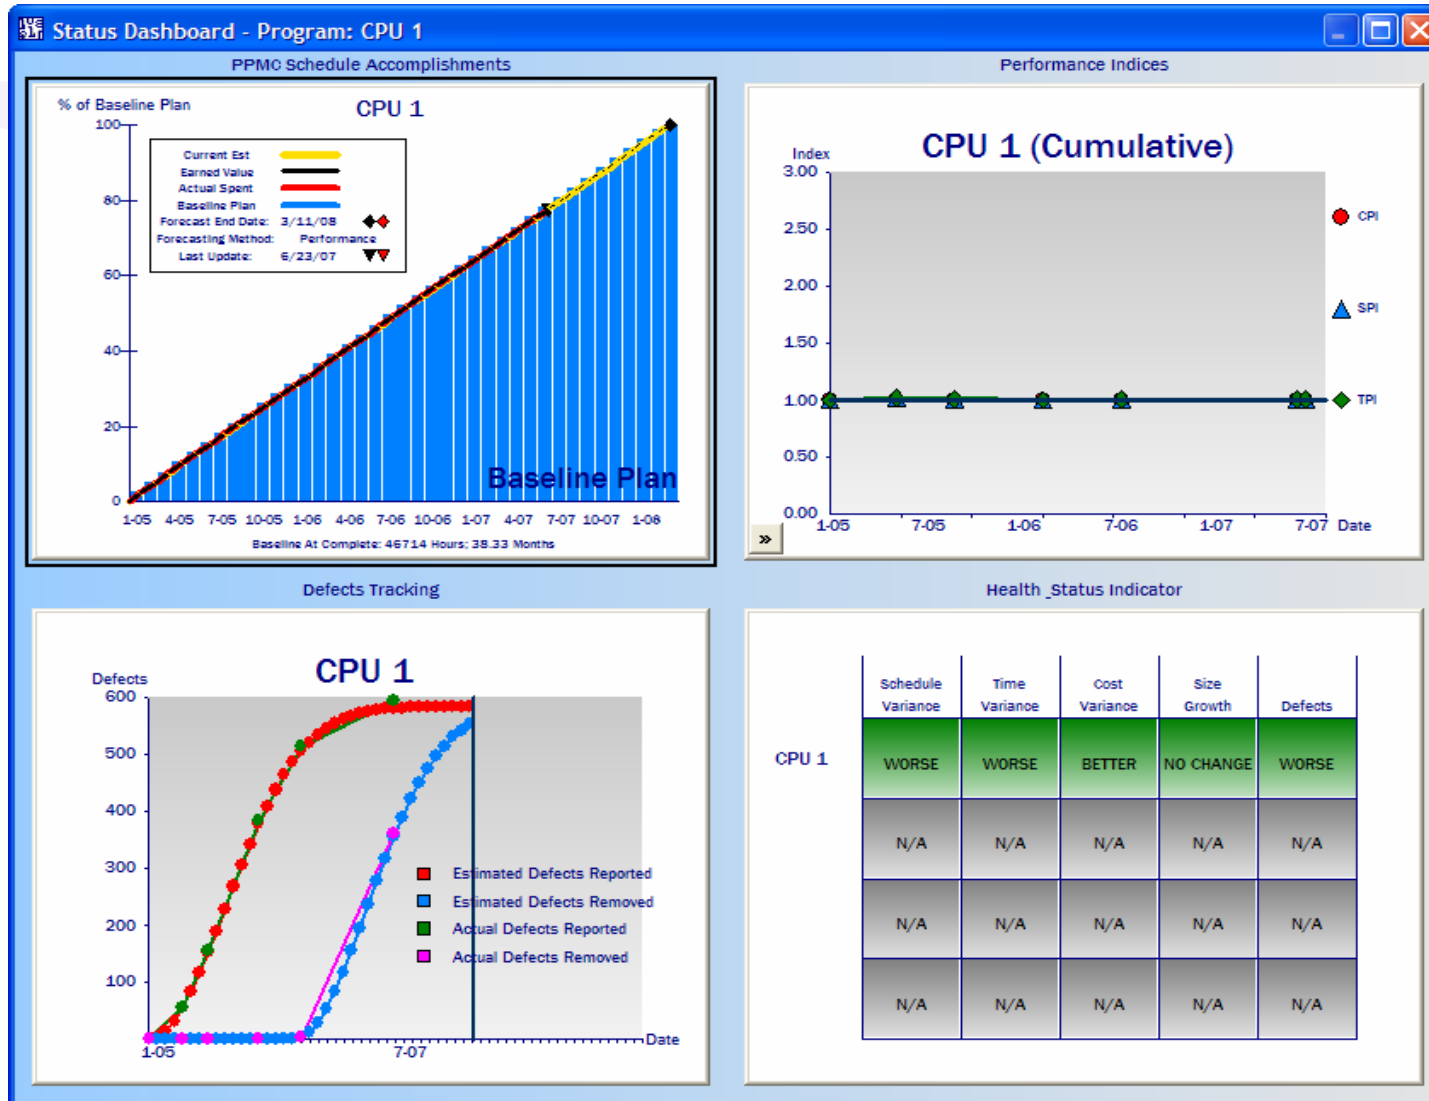 Status Dashboard - Program: CPU 1
PPMC Schedule Accomplishments
% of Baseline Plan
CPU 1
100
80
60
40
20
0
Current Est
Earned Value
Actual Spent
Baseline Plan
Forecast End Date: 3/11/08
Forecasting Method: Performance
Last Update: 6/23/07
Baseline Plan
1-05 4-05 7-05 10-05 1-06 4-06 7-06 10-06 1-07 4-07 7-07 10-07 1-08
Baseline At Complete: 46714 Hours; 38.33 Months
Performance Indices
CPU 1 (Cumulative)
Index
3.00
2.50
2.00
1.50
1.00
0.50
0.00
CPI
SPI
TPI
1-05 7-05 1-06 7-06 1-07 7-07 Date
»
Defects Tracking
CPU 1
Defects
600
500
400
300
200
100
Estimated Defects Reported
Estimated Defects Removed
Actual Defects Reported
Actual Defects Removed
1-05 7-07 Date
Health _Status Indicator
Schedule Variance Time Variance Cost Variance Size Growth Defects
CPU 1 WORSE WORSE BETTER NO CHANGE WORSE
N/A N/A N/A N/A N/A
N/A N/A N/A N/A N/A
N/A N/A N/A N/A N/A